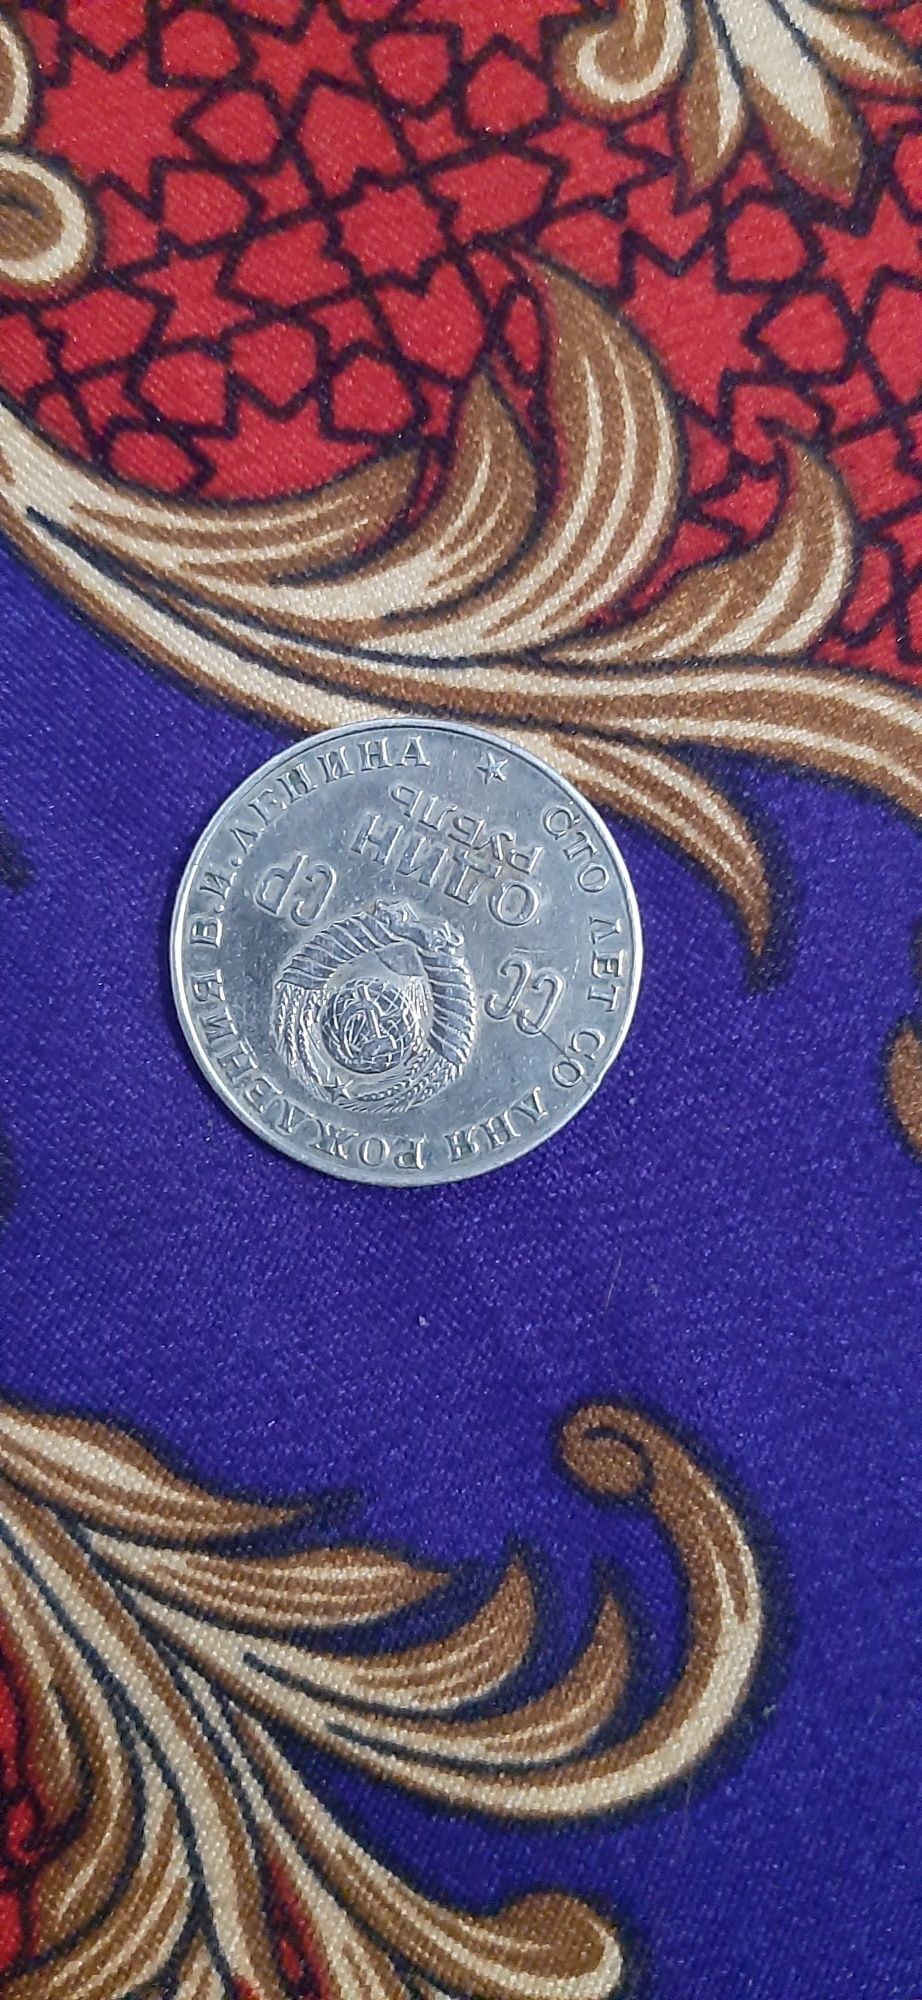 СТО ЛЕТ СО ДНЯ РОЖДЕНИЯ В.И.ЛЕНИНА
СС СР
ОДИН
РУБЛЬ